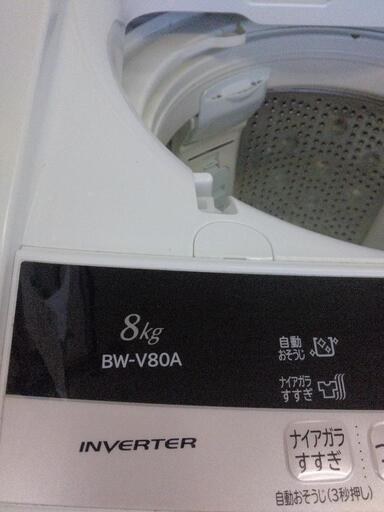 8kg
BW-V80A
自動
おそうじ
ナイアガラ
すすぎ
INVERTER
ナイアガラ
すすぎ
自動おそうじ(3秒押し)